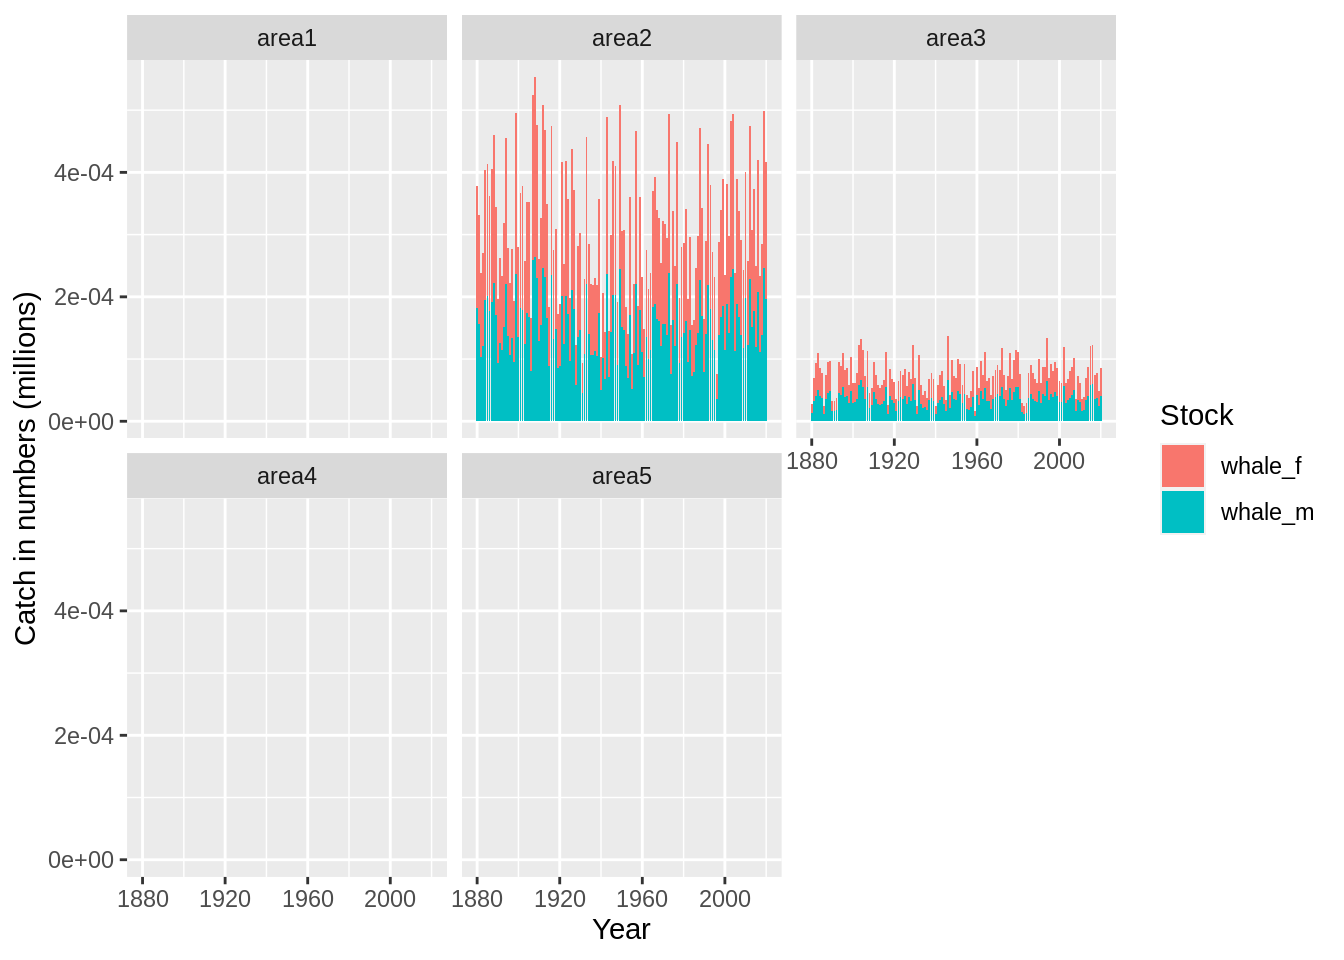 area1
area2
area3
4e-04
2e-04
0e+00
1880 1920 1960 2000
area4
area5
4e-04
2e-04
0e+00
1880 1920 1960 2000
1880 1920 1960 2000
Year
Catch in numbers (millions)
Stock
whale_f
whale_m